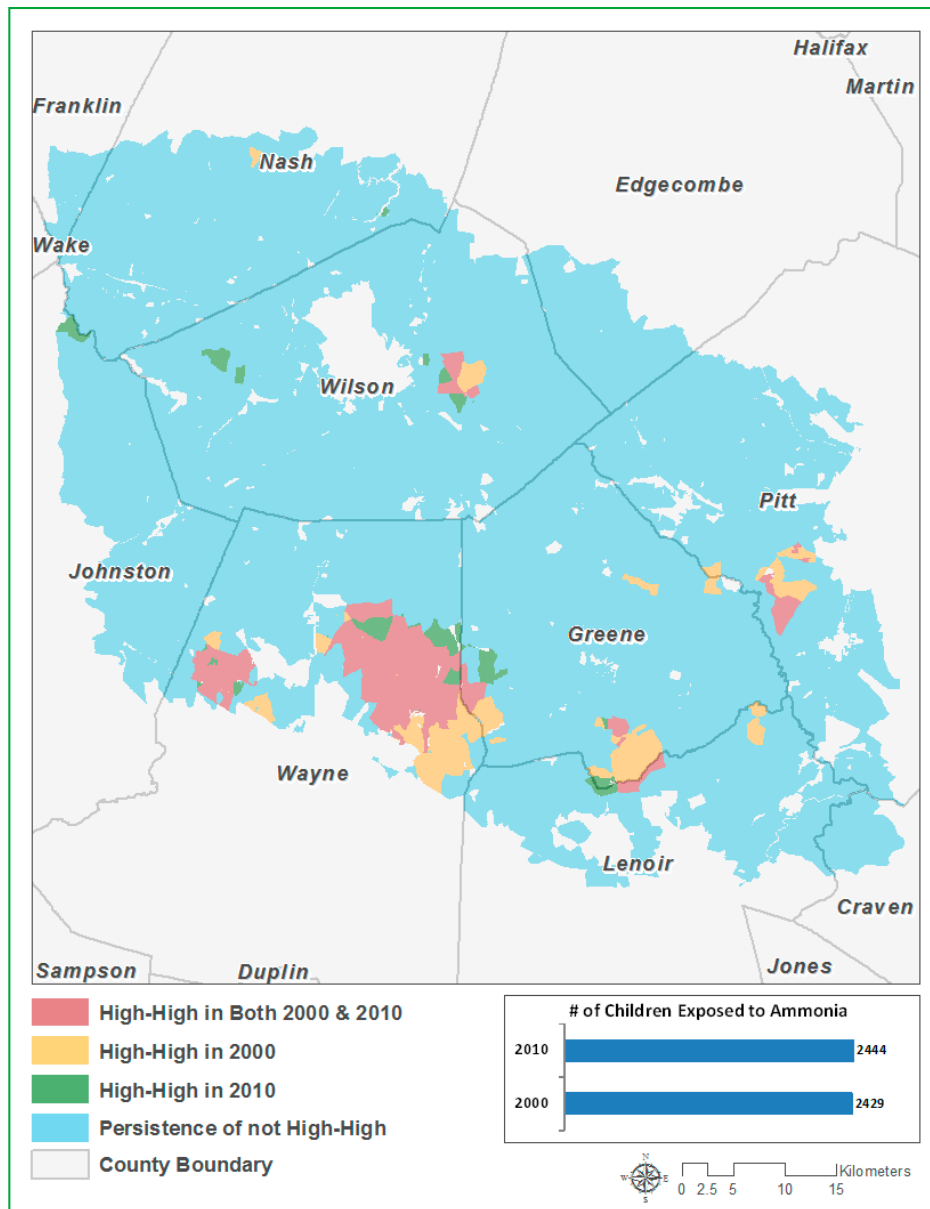 Halifax
Martin
Franklin
Nash
Edgecombe
Wake
Wilson
Pitt
Johnston
Greene
Wayne
Lenoir
Craven
Jones
Sampson
Duplin
High-High in Both 2000 & 2010
High-High in 2000
High-High in 2010
Persistence of not High-High
County Boundary
# of Children Exposed to Ammonia
2010
2444
2000
2429
N
W
E
S
Kilometers
0 2.5 5 10 15